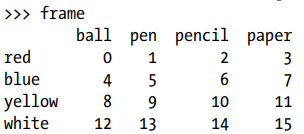 >>> frame
ball pen pencil paper
red 0 1 2 3
blue 4 5 6 7
yellow 8 9 10 11
white 12 13 14 15